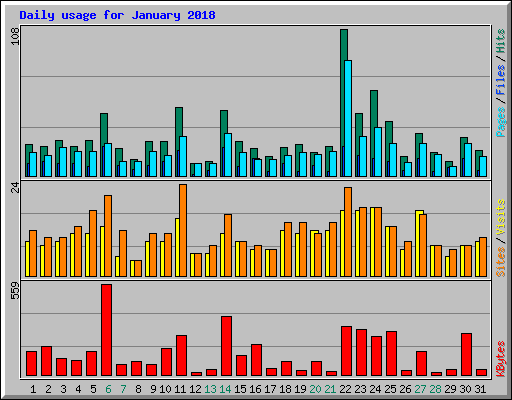 Daily usage for January 2018
108
Pages / Files / Hits
24
Sites / Visits
559
KBytes
1 2 3 4 5 6 7 8 9 10 11 12 13 14 15 16 17 18 19 20 21 22 23 24 25 26 27 28 29 30 31